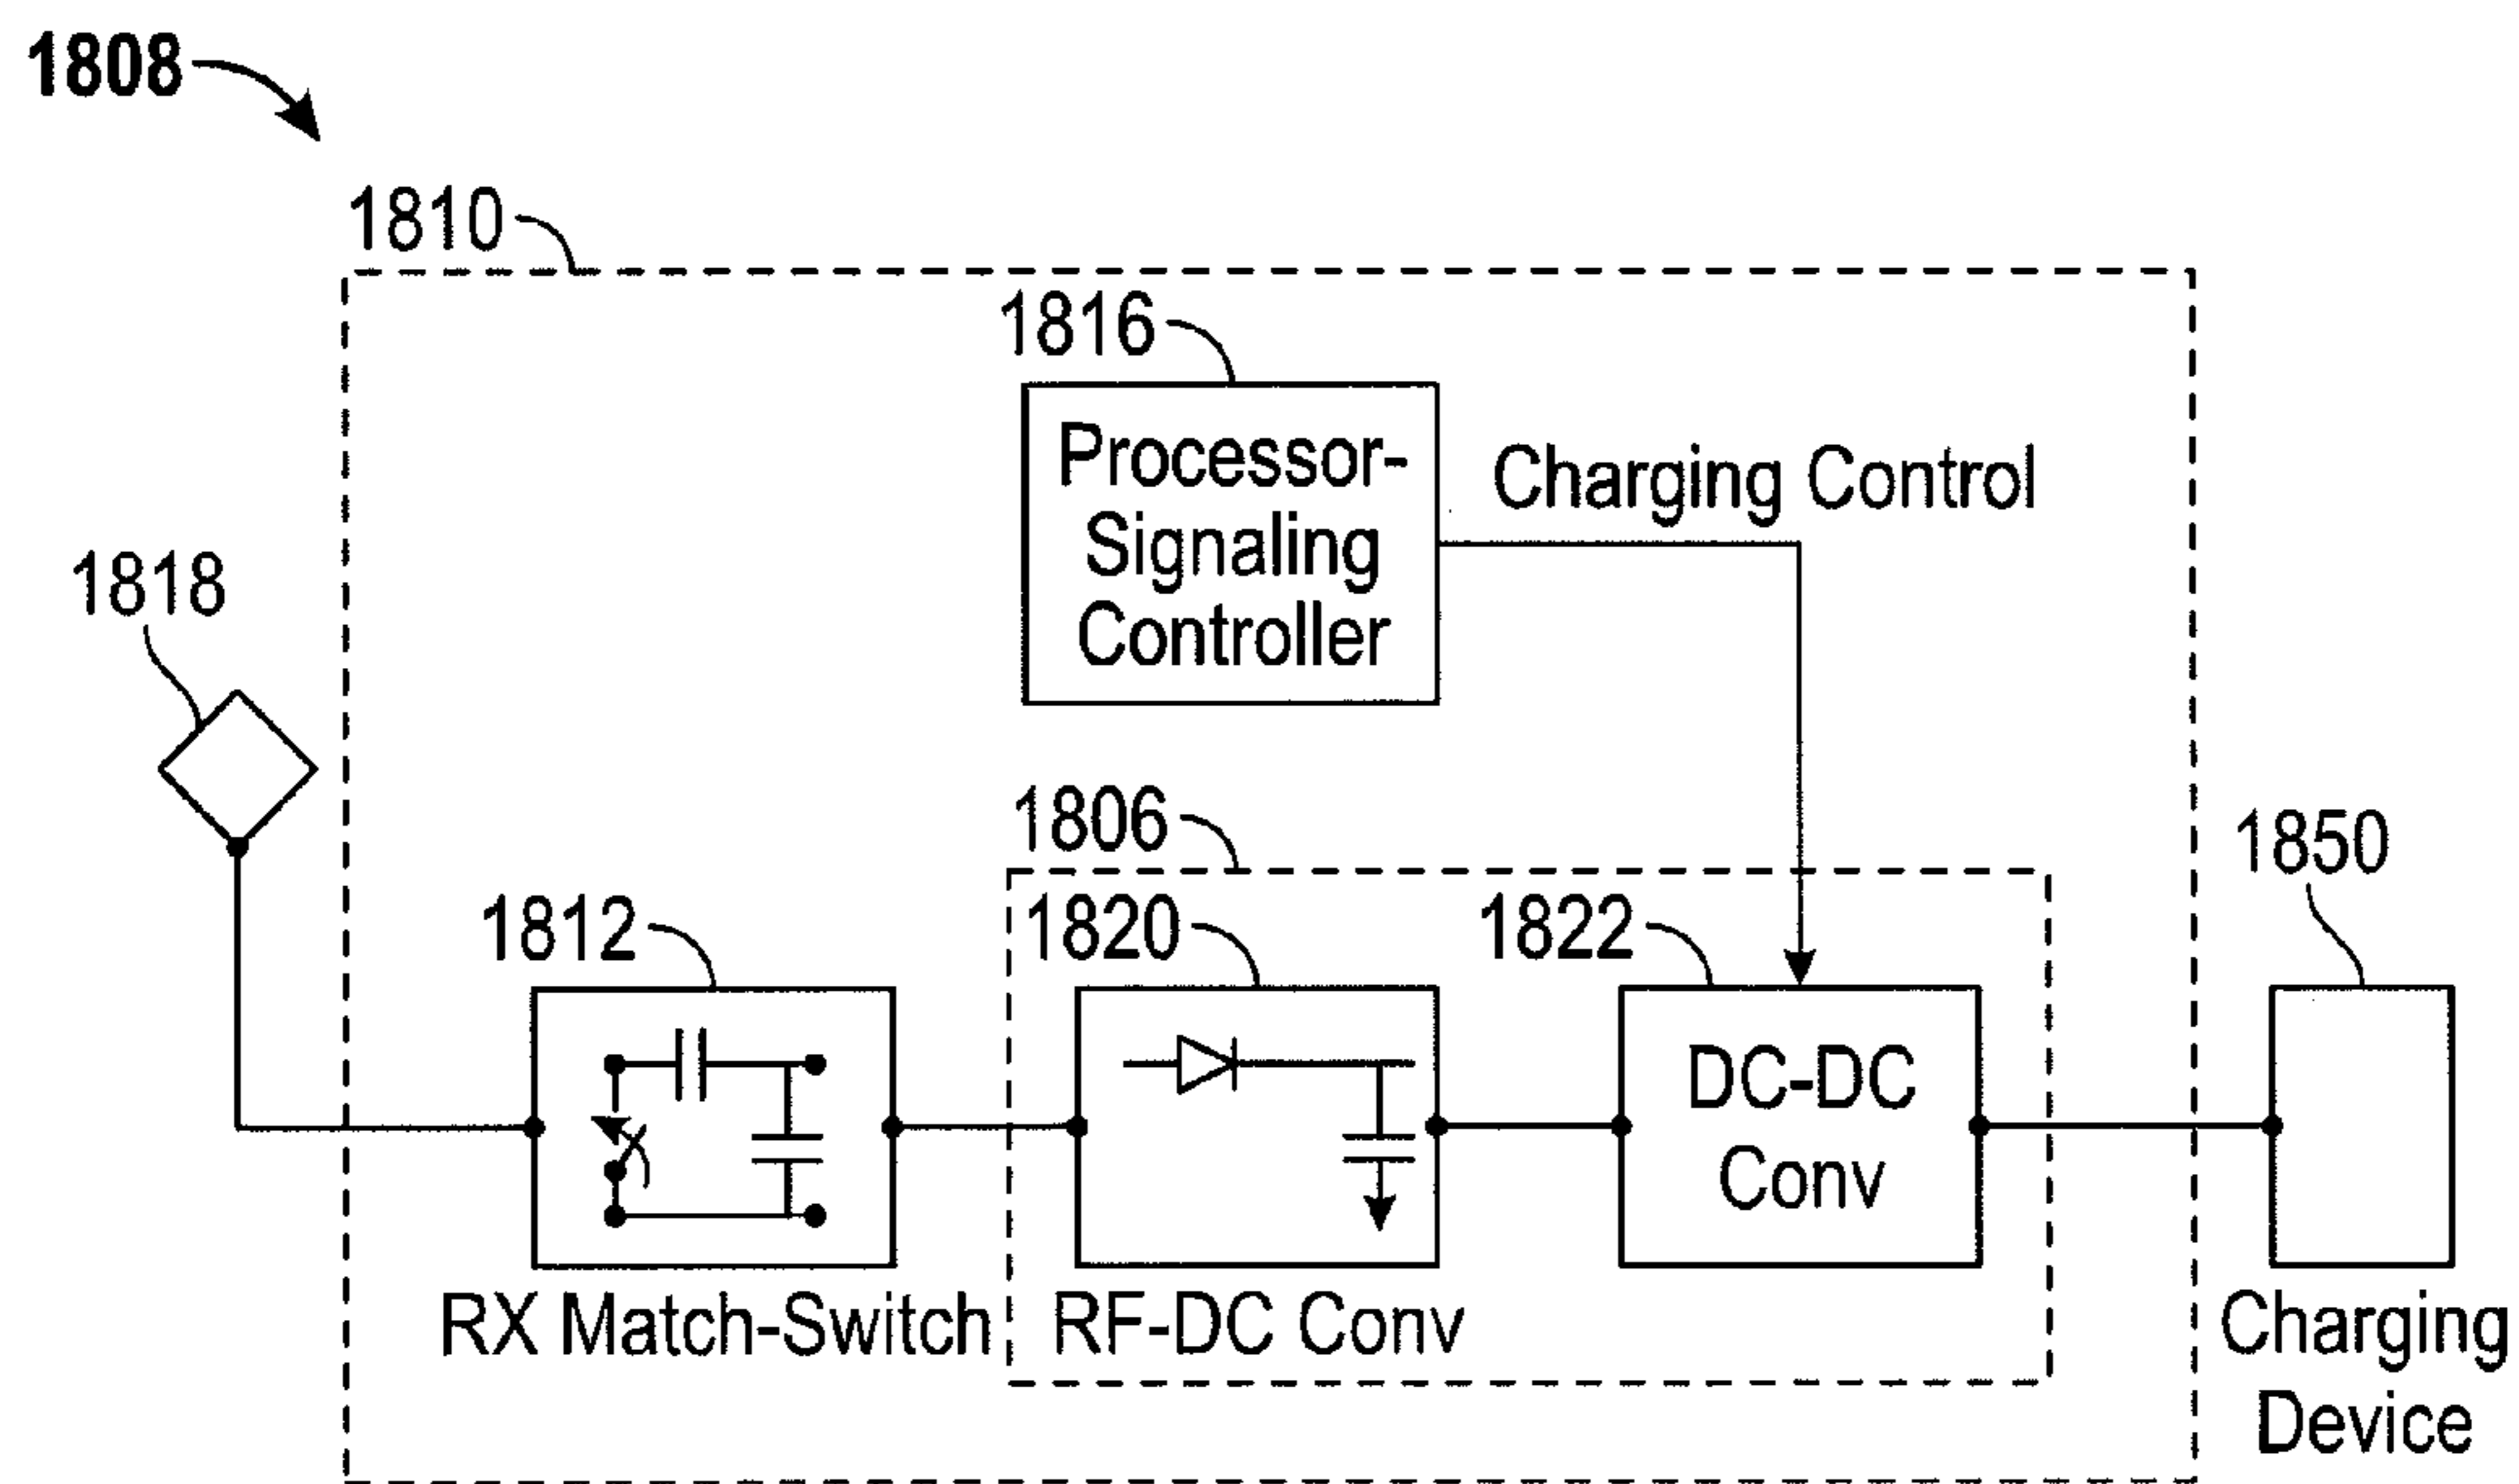 1808
1810
1816
Processor-
Signaling
Controller
Charging Control
1818
1806
1850
1812
1820
1822
DC-DC
Conv
RX Match-Switch
RF-DC Conv
Charging
Device